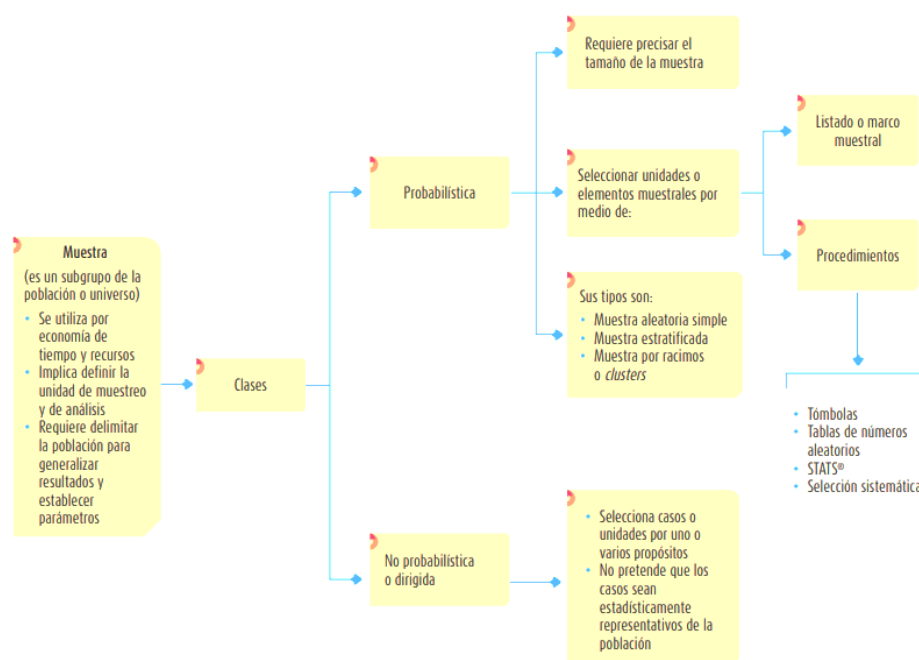 Muestra
(es un subgrupo de la
población o universo)
• Se utiliza por
economía de
tiempo y recursos
• Implica definir la
unidad de muestreo
y de análisis
• Requiere delimitar
la población para
generalizar
resultados y
establecer
parámetros
Clases
Probabilística
Requiere precisar el
tamaño de la muestra
Seleccionar unidades o
elementos muestrales por
medio de:
Listado o marco
muestral
Procedimientos
• Tómbolas
• Tablas de números
aleatorios
• STATS®
• Selección sistemática
Sus tipos son:
• Muestra aleatoria simple
• Muestra estratificada
• Muestra por racimos
o clusters
No probabilística
o dirigida
• Selecciona casos o
unidades por uno o
varios propósitos
• No pretende que los
casos sean
estadísticamente
representativos de la
población